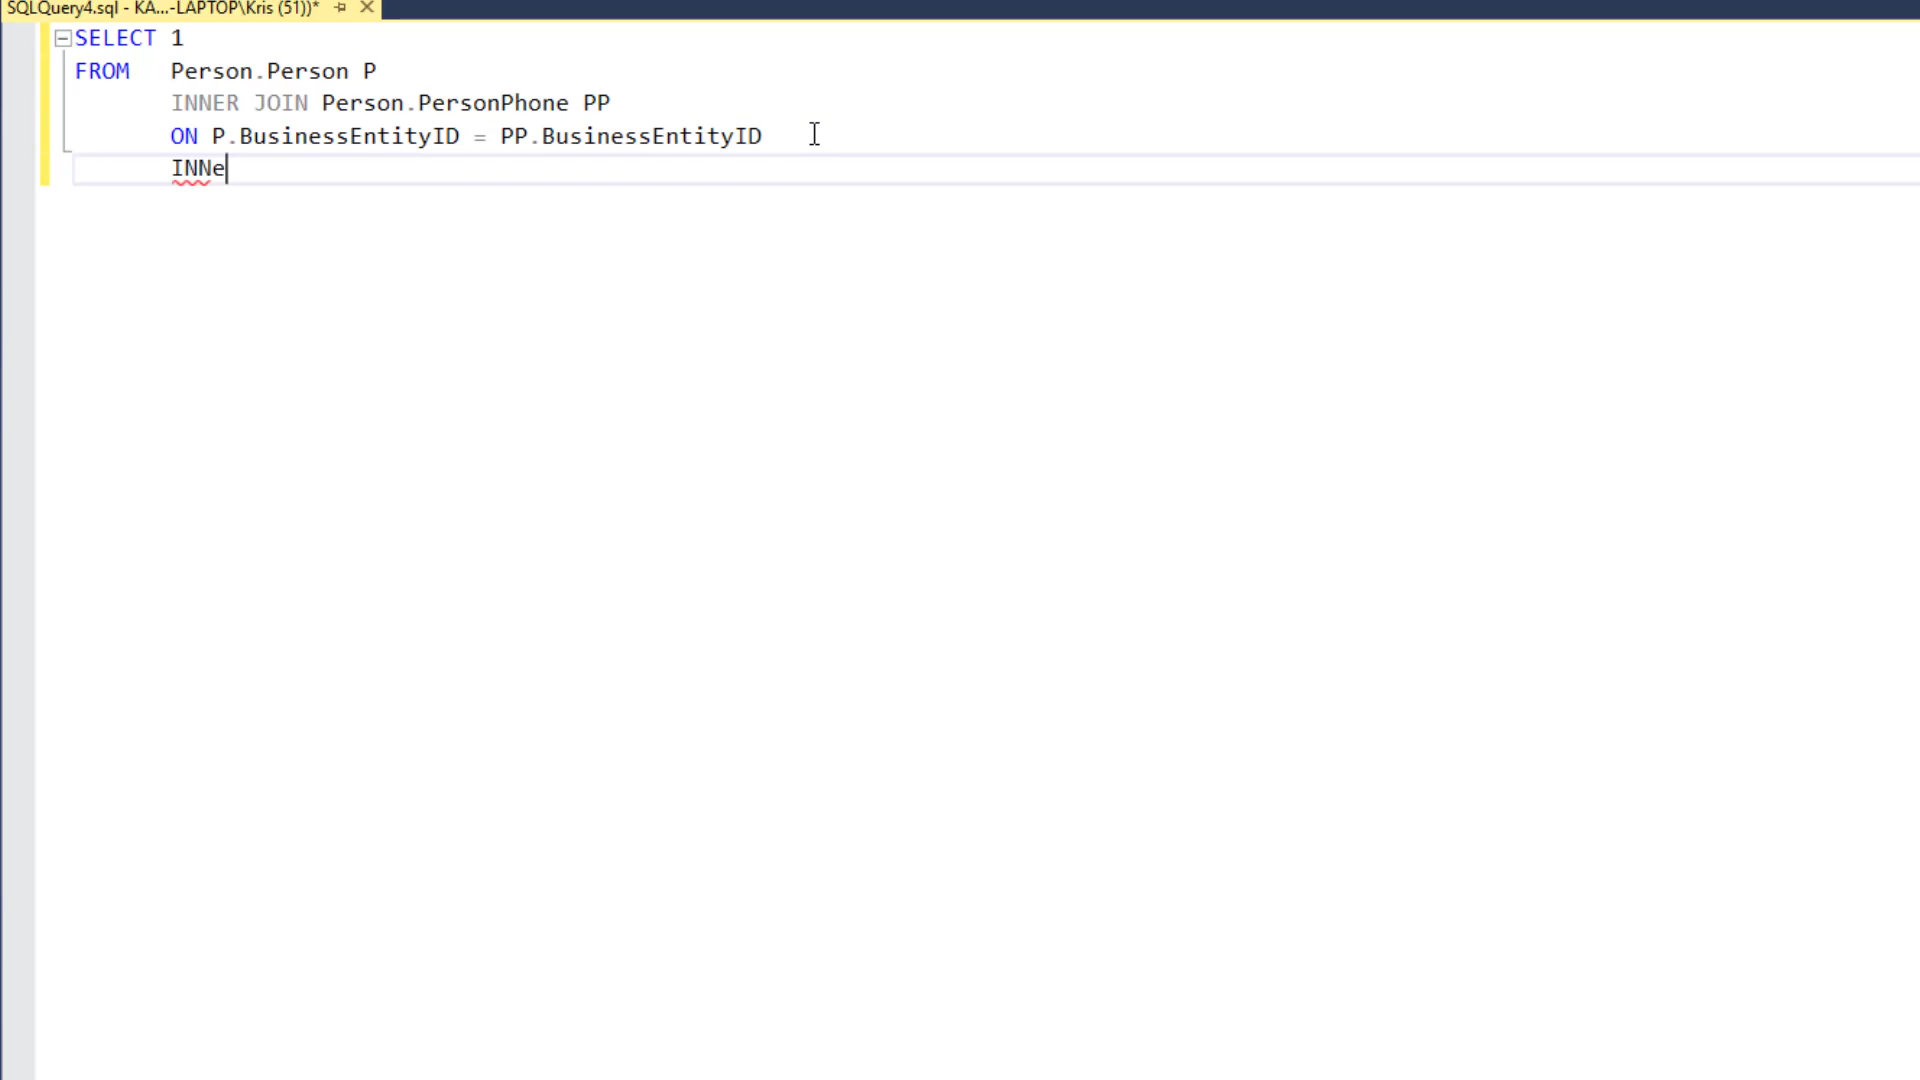 SQLQuery4.sql - KA...-LAPTOP\Kris (51))*
SELECT 1
FROM   Person.Person P
       INNER JOIN Person.PersonPhone PP
       ON P.BusinessEntityID = PP.BusinessEntityID
       INNe